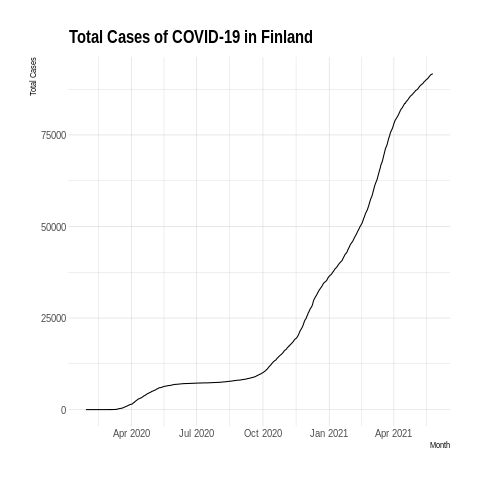 Total Cases of COVID-19 in Finland
Total Cases
75000
50000
25000
0
Apr 2020 Jul 2020 Oct 2020 Jan 2021 Apr 2021
Month